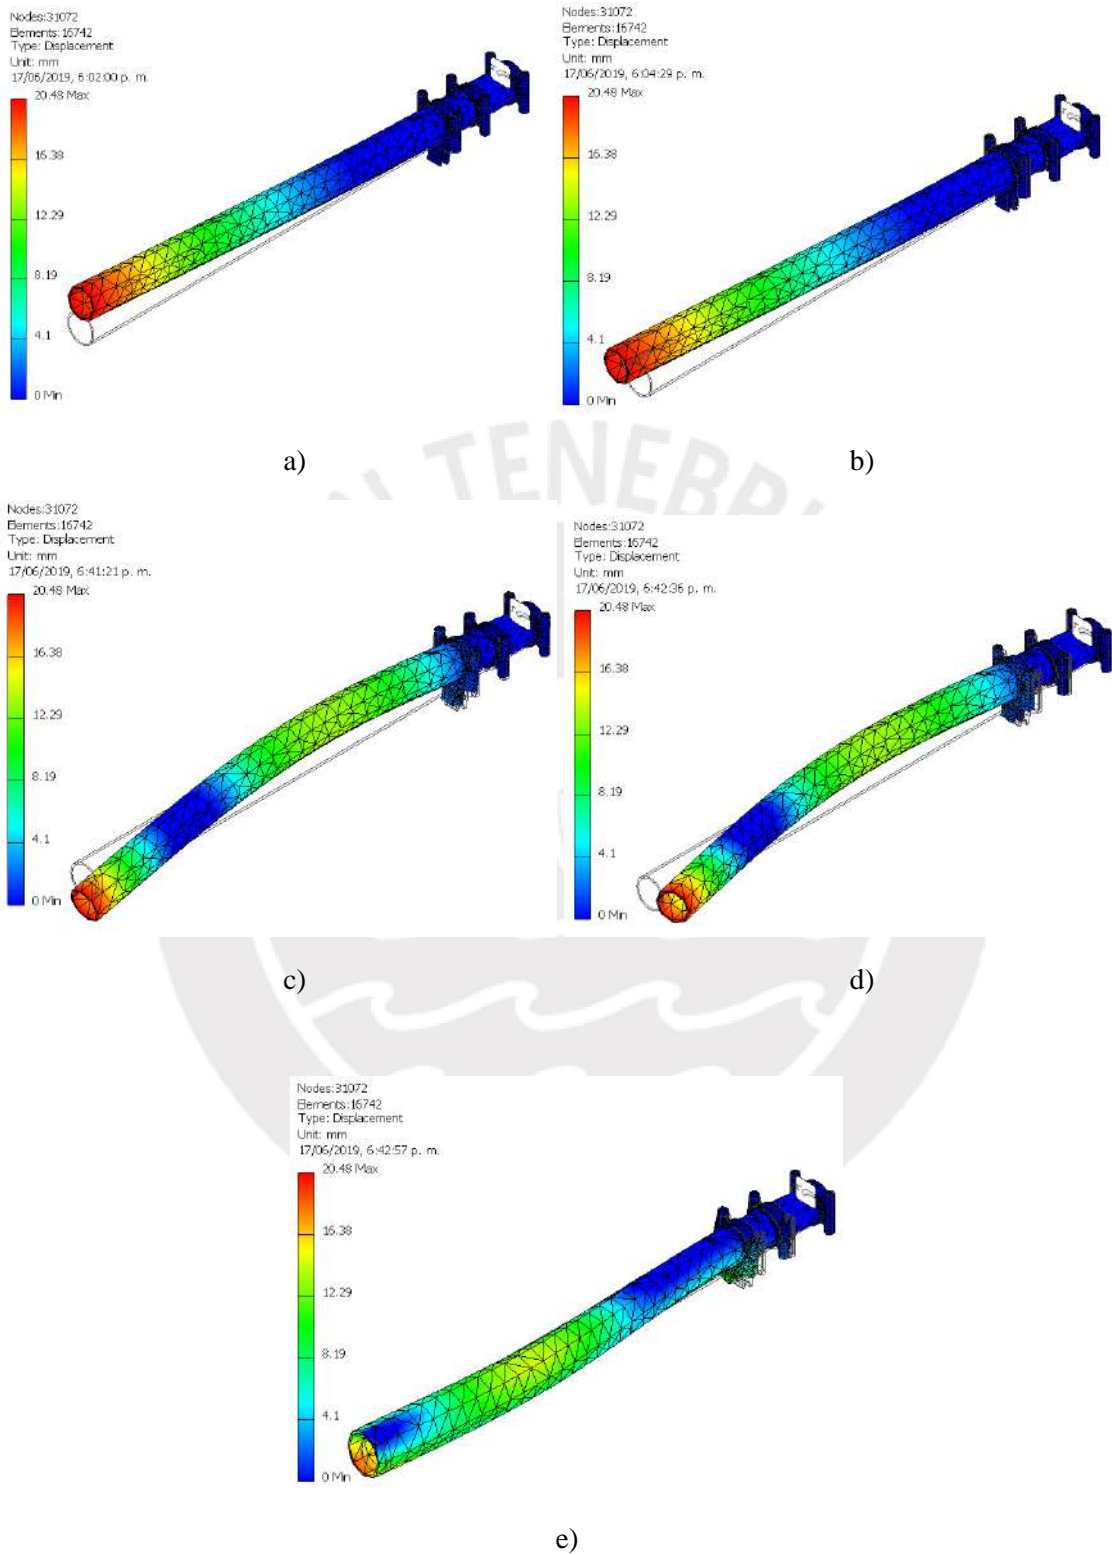 Nodes:31072
Elements:16742
Type: Displacement
Unit: mm
17/06/2019, 6:02:00 p. m.
20.48 Max
16.38
12.29
8.19
4.1
0 Min
a)
Nodes:31072
Elements:16742
Type: Displacement
Unit: mm
17/06/2019, 6:04:29 p. m.
20.48 Max
16.38
12.29
8.19
4.1
0 Min
b)
TENEBR
Nodes:31072
Elements:16742
Type: Displacement
Unit: mm
17/06/2019, 6:41:21 p. m.
20.48 Max
16.38
12.29
8.19
4.1
0 Min
c)
Nodes:31072
Elements:16742
Type: Displacement
Unit: mm
17/06/2019, 6:42:36 p. m.
20.48 Max
16.38
12.29
8.19
4.1
0 Min
d)
Nodes:31072
Elements:16742
Type: Displacement
Unit: mm
17/06/2019, 6:42:57 p. m.
20.48 Max
16.38
12.29
8.19
4.1
0 Min
e)